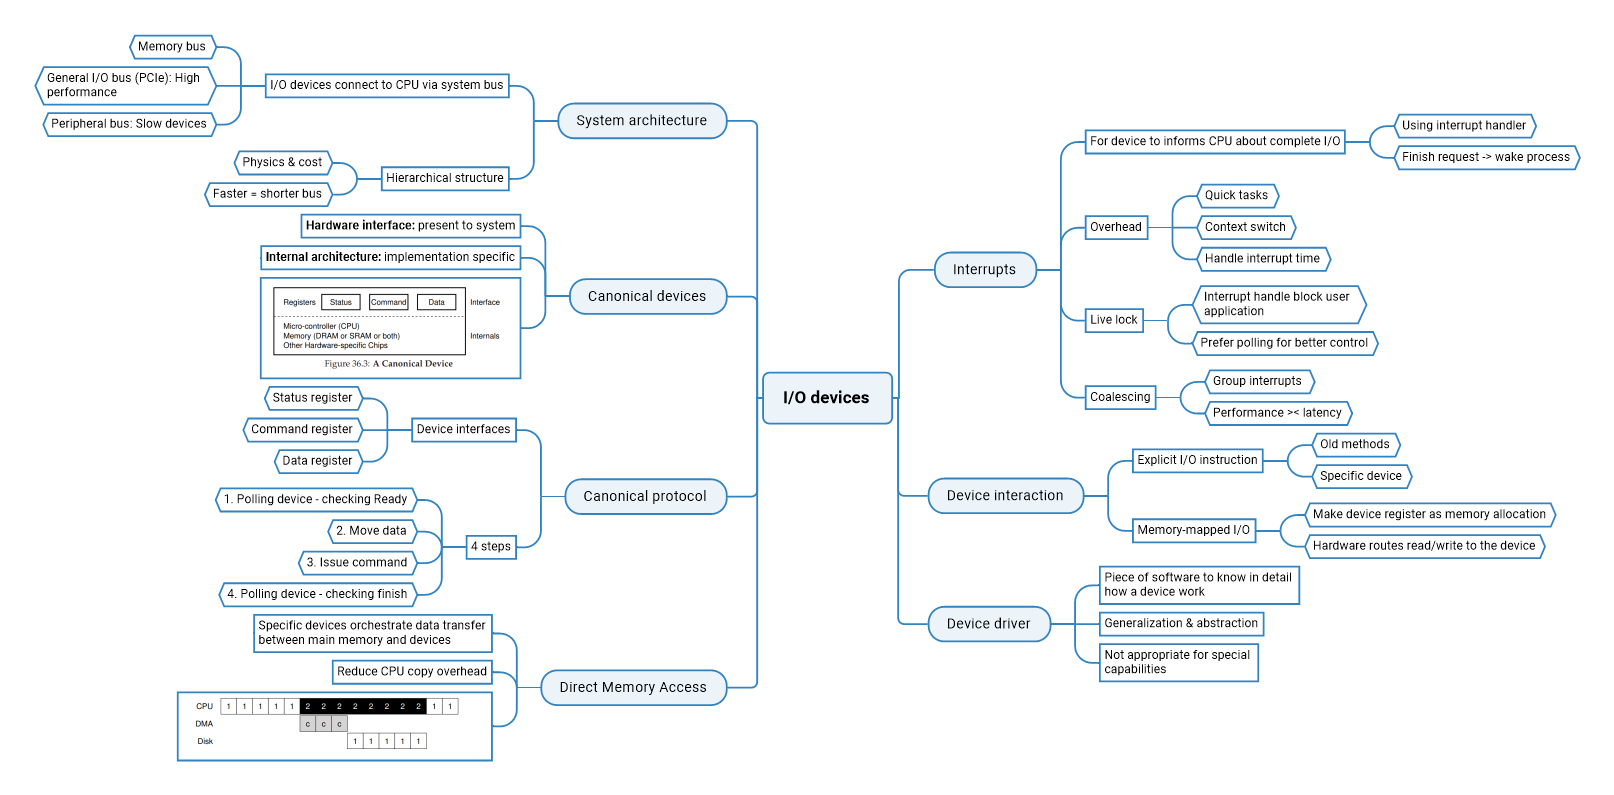 I/O devices
System architecture
I/O devices connect to CPU via system bus
Memory bus
General I/O bus (PCIe): High
performance
Peripheral bus: Slow devices
Hierarchical structure
Physics & cost
Faster = shorter bus
Canonical devices
Hardware interface: present to system
Internal architecture: implementation specific
Registers Status Command Data Interface
Micro-controller (CPU)
Memory (DRAM or SRAM or both) Internals
Other Hardware-specific Chips
Figure 36.3: A Canonical Device
Canonical protocol
Device interfaces
Status register
Command register
Data register
4 steps
1. Polling device - checking Ready
2. Move data
3. Issue command
4. Polling device - checking finish
Direct Memory Access
Specific devices orchestrate data transfer
between main memory and devices
Reduce CPU copy overhead
CPU 1 1 1 1 1 2 2 2 2 2 2 2 2 1 1
DMA c c c
Disk 1 1 1 1 1
Interrupts
For device to informs CPU about complete I/O
Using interrupt handler
Finish request -> wake process
Overhead
Quick tasks
Context switch
Handle interrupt time
Live lock
Interrupt handle block user
application
Prefer polling for better control
Coalescing
Group interrupts
Performance >< latency
Device interaction
Explicit I/O instruction
Old methods
Specific device
Memory-mapped I/O
Make device register as memory allocation
Hardware routes read/write to the device
Device driver
Piece of software to know in detail
how a device work
Generalization & abstraction
Not appropriate for special
capabilities